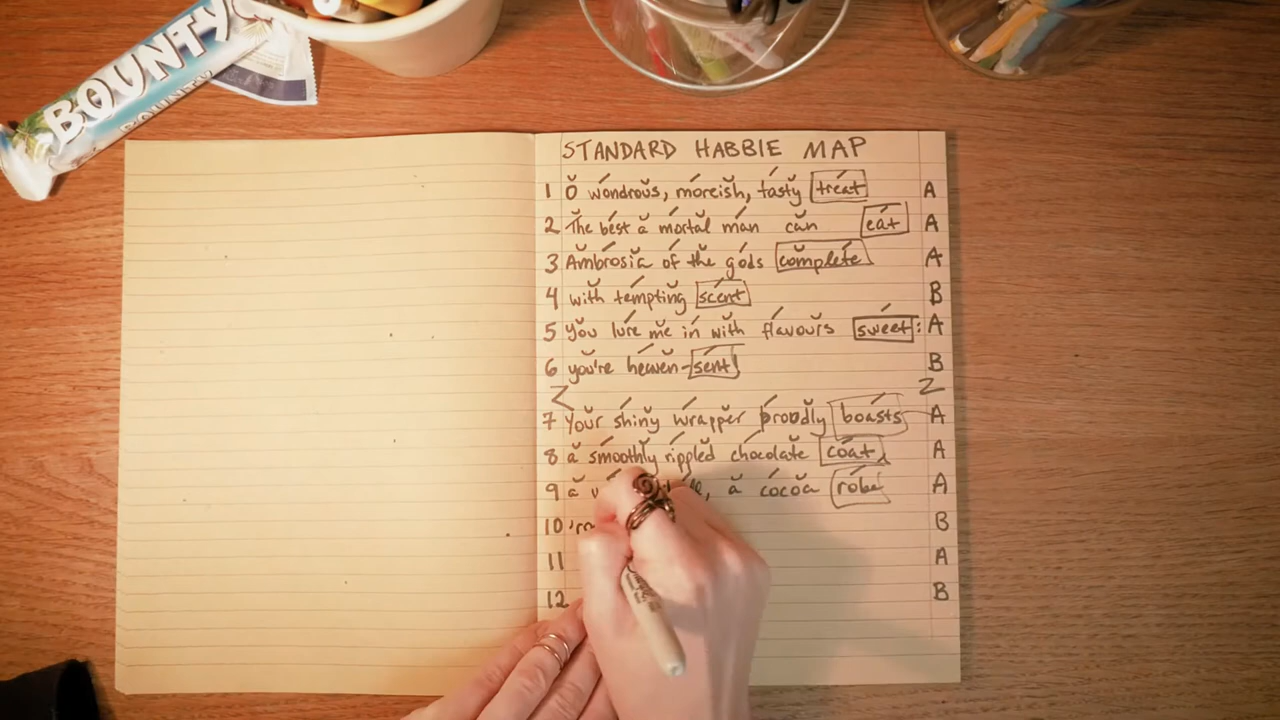 BOUNTY
BOUNTY
STANDARD HABBIE MAP
1 O wondrous, moreish, tasty treat A
2 The best a mortal man can eat A
3 Ambrosia of the gods complete A
4 with tempting scent B
5 you lure me in with flavours sweet: A
6 you're heaven-sent! B
Z Z
7 Your shiny wrapper proudly boasts A
8 a smoothly rippled chocolate coat, A
9 a a cocoa robe A
10 B
11 A
12 B